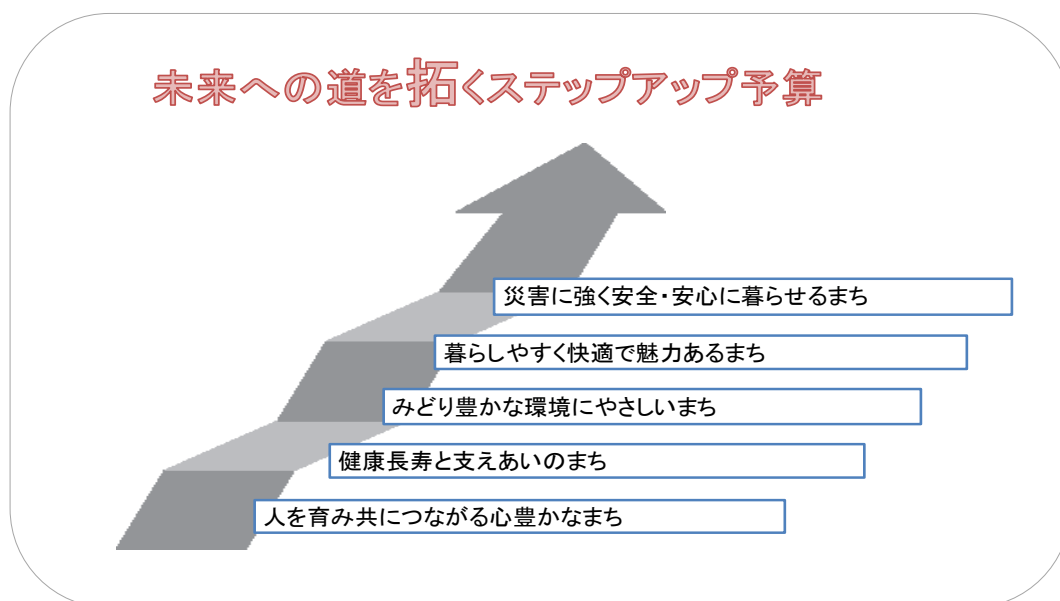 未来への道を拓くステップアップ予算
災害に強く安全・安心に暮らせるまち
暮らしやすく快適で魅力あるまち
みどり豊かな環境にやさしいまち
健康長寿と支えあいのまち
人を育み共につながる心豊かなまち